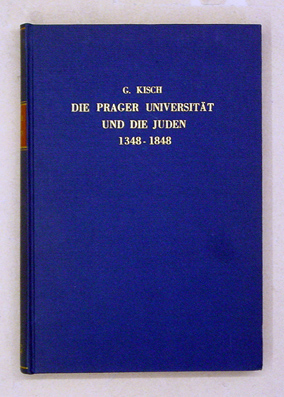 G. KISCH
DIE PRAGER UNIVERSITÄT
UND DIE JUDEN
1348-1848